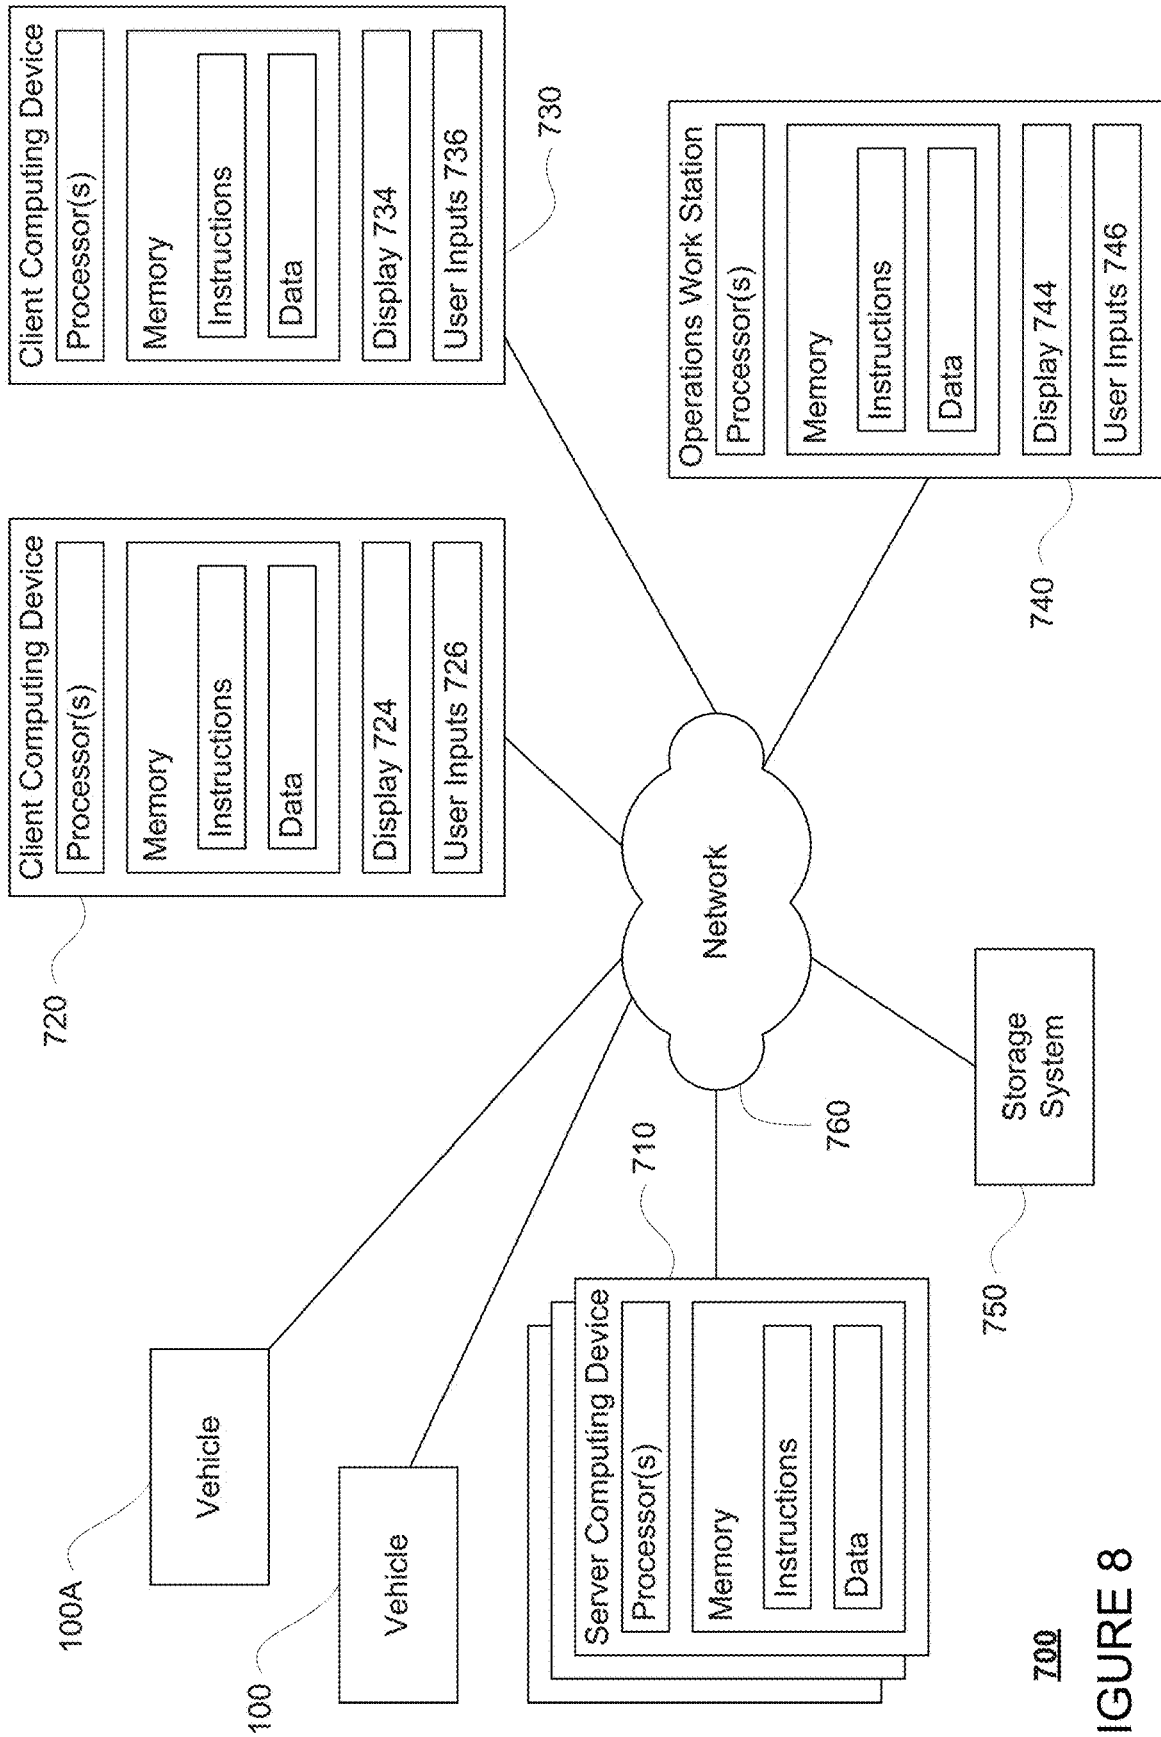 100A
Vehicle
100
Vehicle
720
Client Computing Device
Processor(s)
Memory
Instructions
Data
Display 724
User Inputs 726
Client Computing Device
Processor(s)
Memory
Instructions
Data
Display 734
User Inputs 736
730
Server Computing Device
Processor(s)
Memory
Instructions
Data
710
Network
760
Storage
System
750
740
Operations Work Station
Processor(s)
Memory
Instructions
Data
Display 744
User Inputs 746
700
IGURE 8